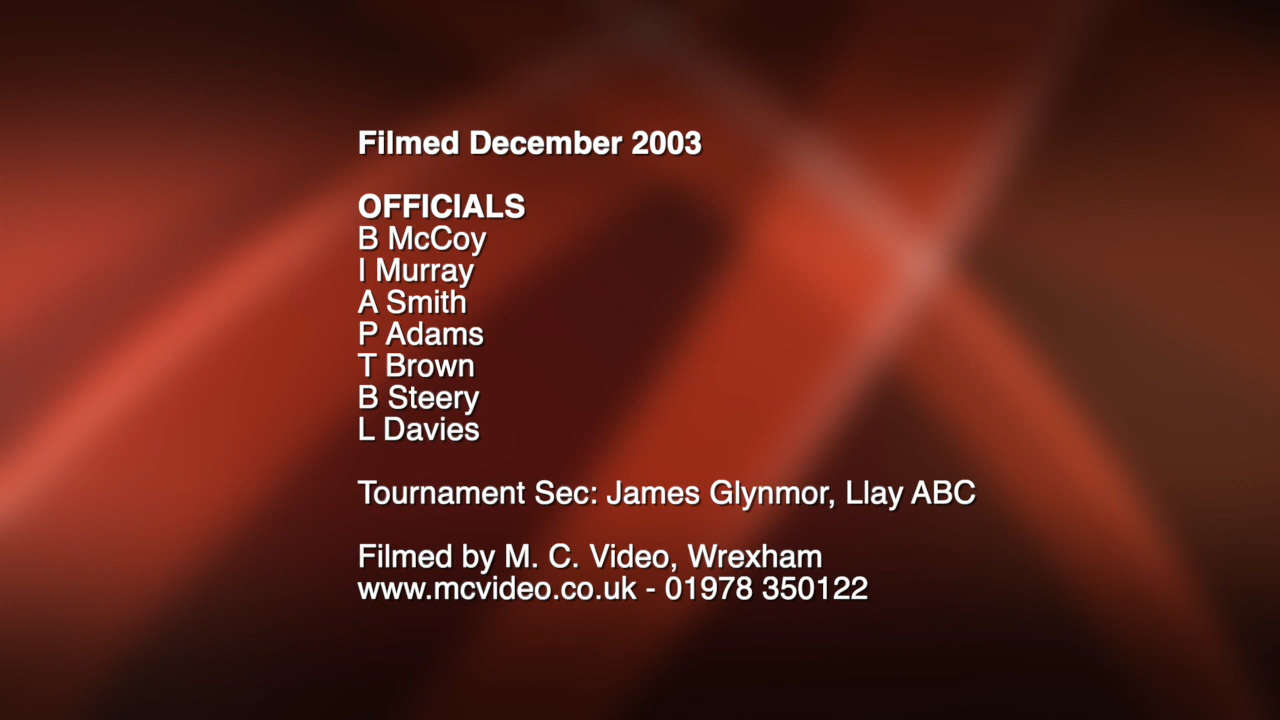 Filmed December 2003
OFFICIALS
B McCoy
I Murray
A Smith
P Adams
T Brown
B Steery
L Davies
Tournament Sec: James Glynmor, Llay ABC
Filmed by M. C. Video, Wrexham
www.mcvideo.co.uk - 01978 350122